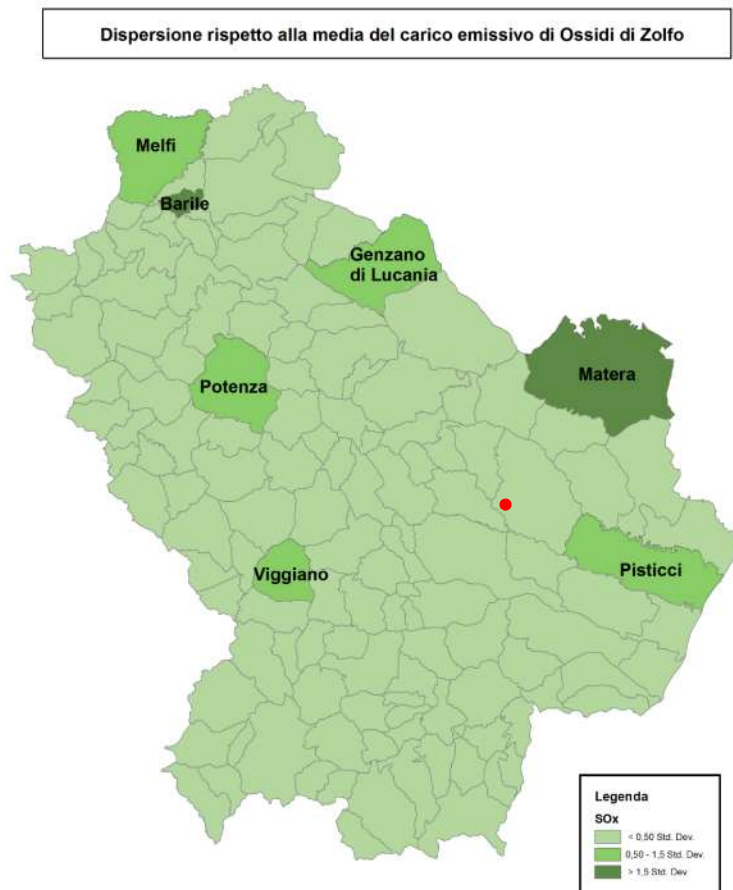 Dispersione rispetto alla media del carico emissivo di Ossidi di Zolfo
Melfi
Barile
Genzano
di Lucania
Potenza
Matera
Viggiano
Pisticci
Legenda
SOx
< 0,50 Std. Dev.
0,50 - 1,5 Std. Dev.
> 1,5 Std. Dev.